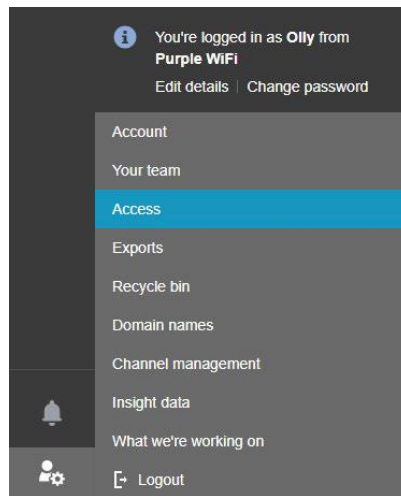 You're logged in as Olly from
Purple WiFi
Edit details | Change password
Account
Your team
Access
Exports
Recycle bin
Domain names
Channel management
Insight data
What we're working on
Logout